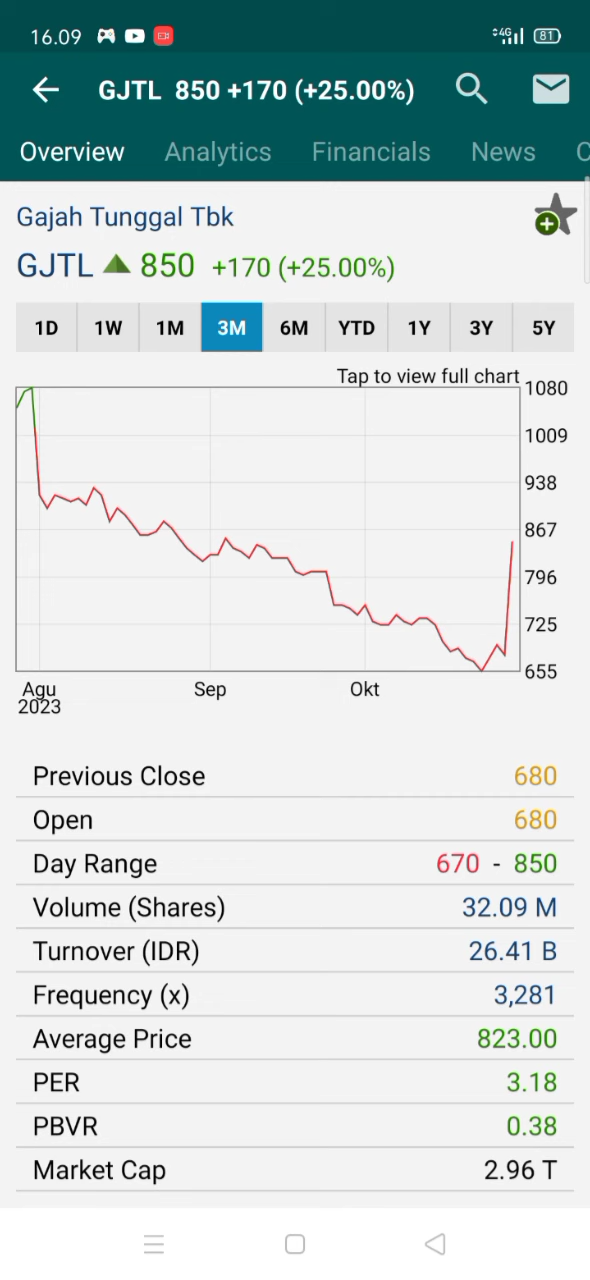 16.09 4G 81
GJTL 850 +170 (+25.00%)
Overview Analytics Financials News C
Gajah Tunggal Tbk
GJTL 850 +170 (+25.00%)
1D 1W 1M 3M 6M YTD 1Y 3Y 5Y
Tap to view full chart
1080
1009
938
867
796
725
655
Agu Sep Okt
2023
Previous Close 680
Open 680
Day Range 670 - 850
Volume (Shares) 32.09 M
Turnover (IDR) 26.41 B
Frequency (x) 3,281
Average Price 823.00
PER 3.18
PBVR 0.38
Market Cap 2.96 T